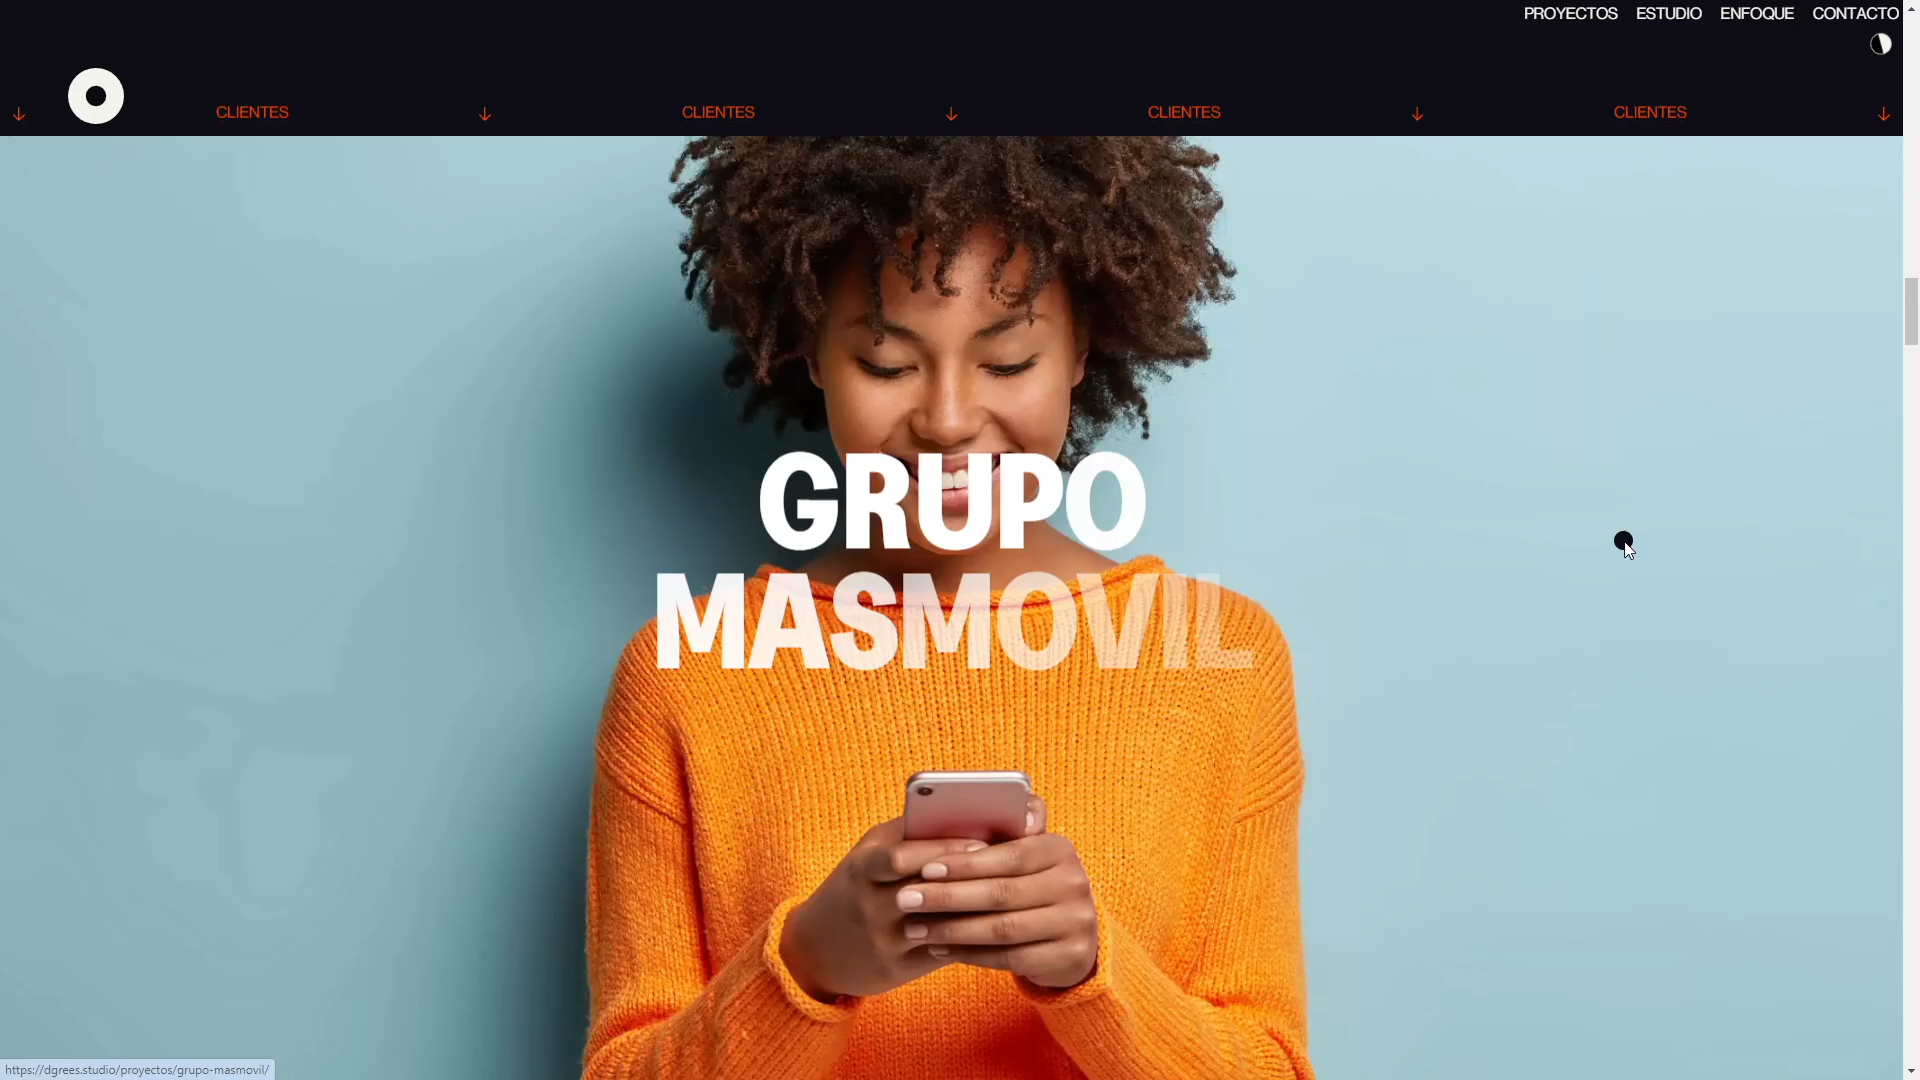 PROYECTOS ESTUDIO ENFOQUE CONTACTO
CLIENTES CLIENTES CLIENTES CLIENTES
GRUPO
MASMOVIL
https://dgrees.studio/proyectos/grupo-masmovil/